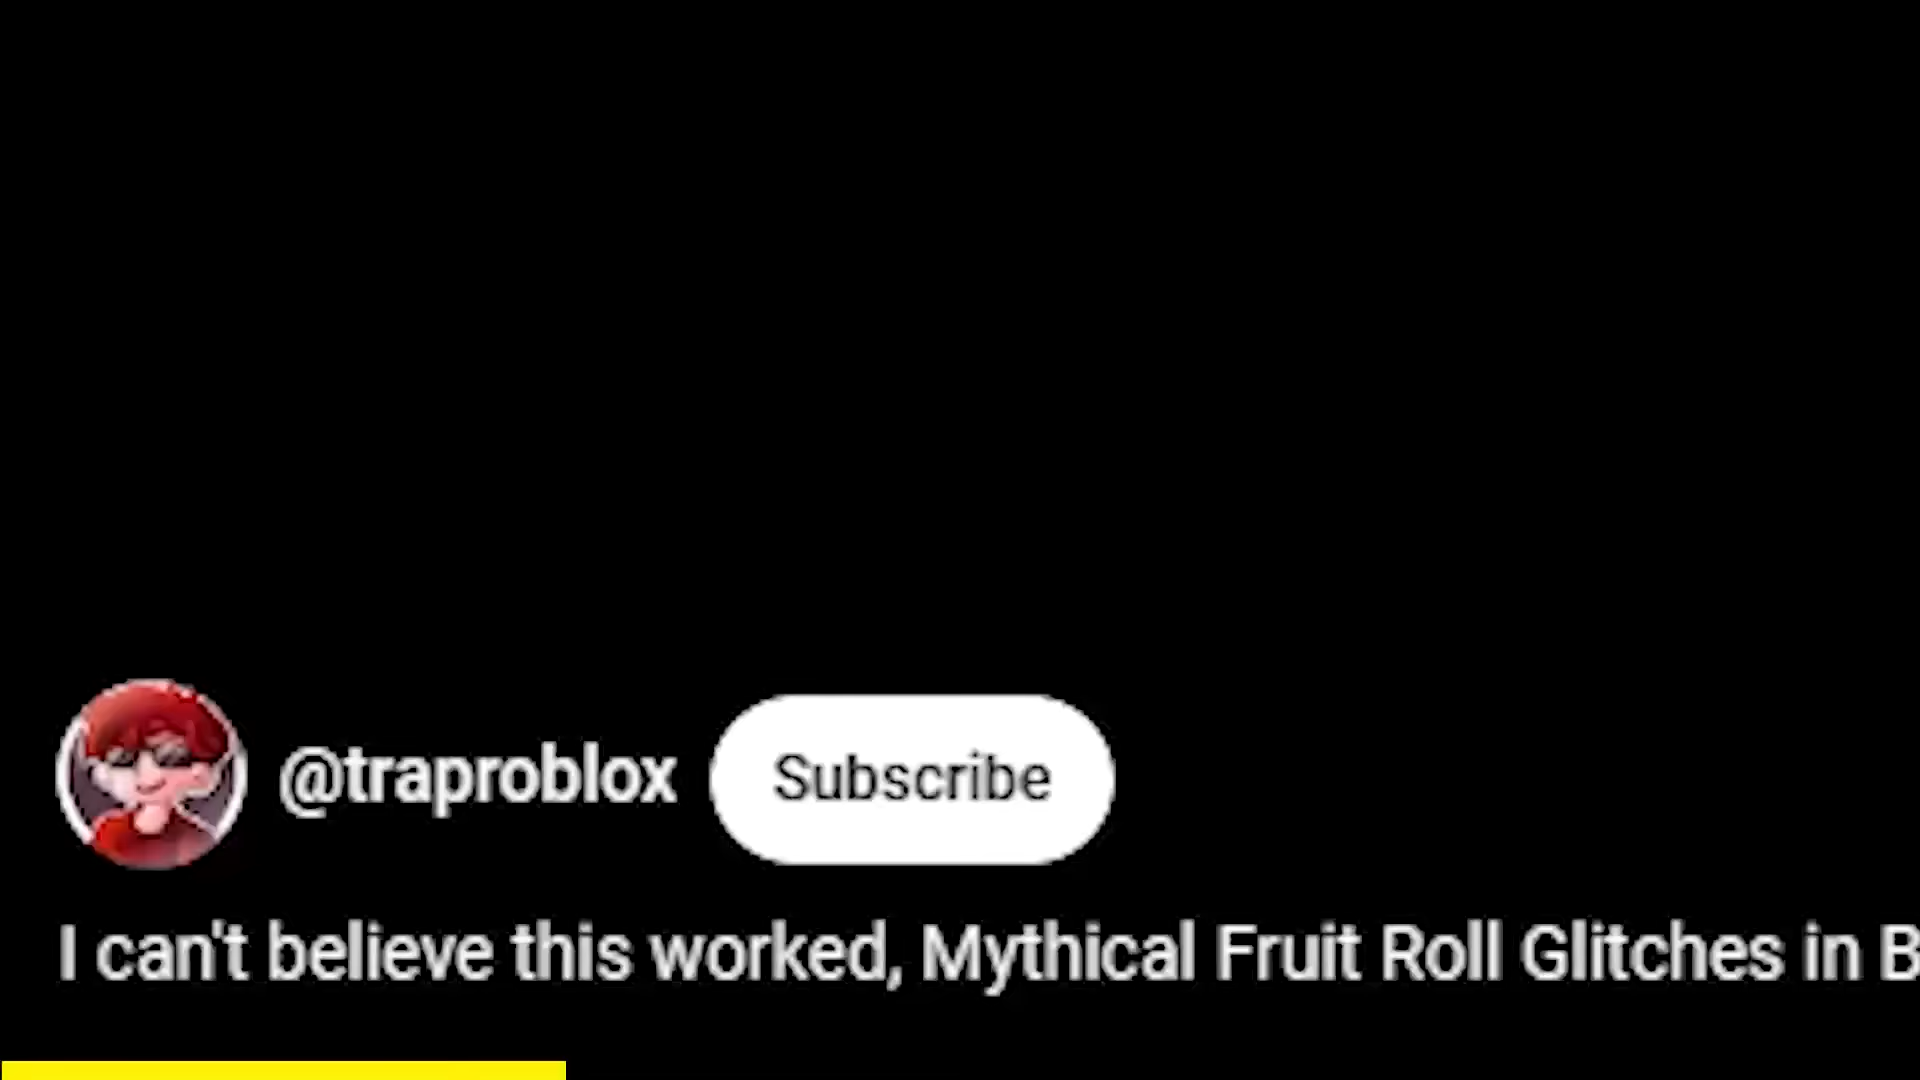 @traproblox
Subscribe
I can't believe this worked, Mythical Fruit Roll Glitches in B